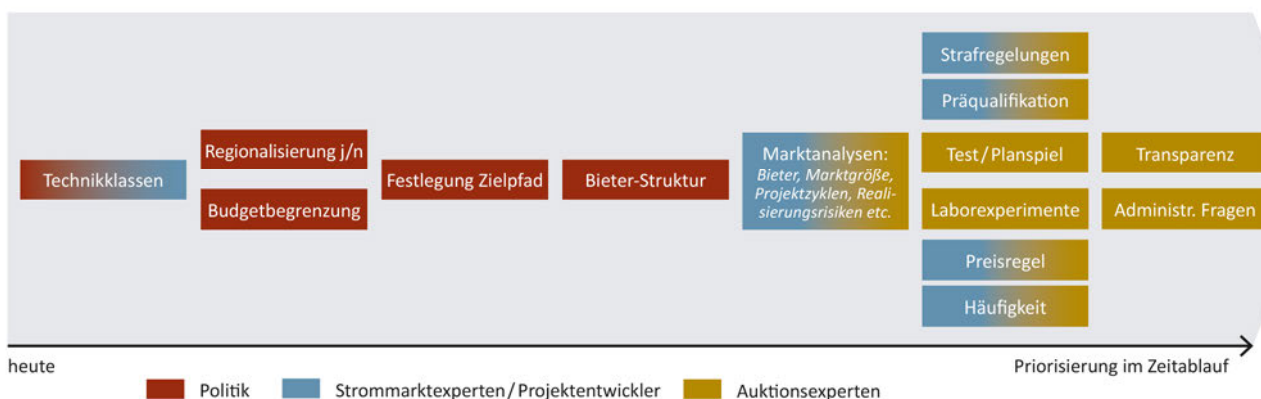 Technikklassen
Regionalisierung j/n
Budgetbegrenzung
Festlegung Zielpfad
Bieter-Struktur
Marktanalysen:
Bieter, Marktgröße,
Projektzyklen, Reali-
sierungsrisiken etc.
Strafregelungen
Präqualifikation
Test/Planspiel
Laborexperimente
Preisregel
Häufigkeit
Transparenz
Administr. Fragen
heute
Priorisierung im Zeitablauf
Politik
Strommarktexperten/Projektentwickler
Auktionsexperten